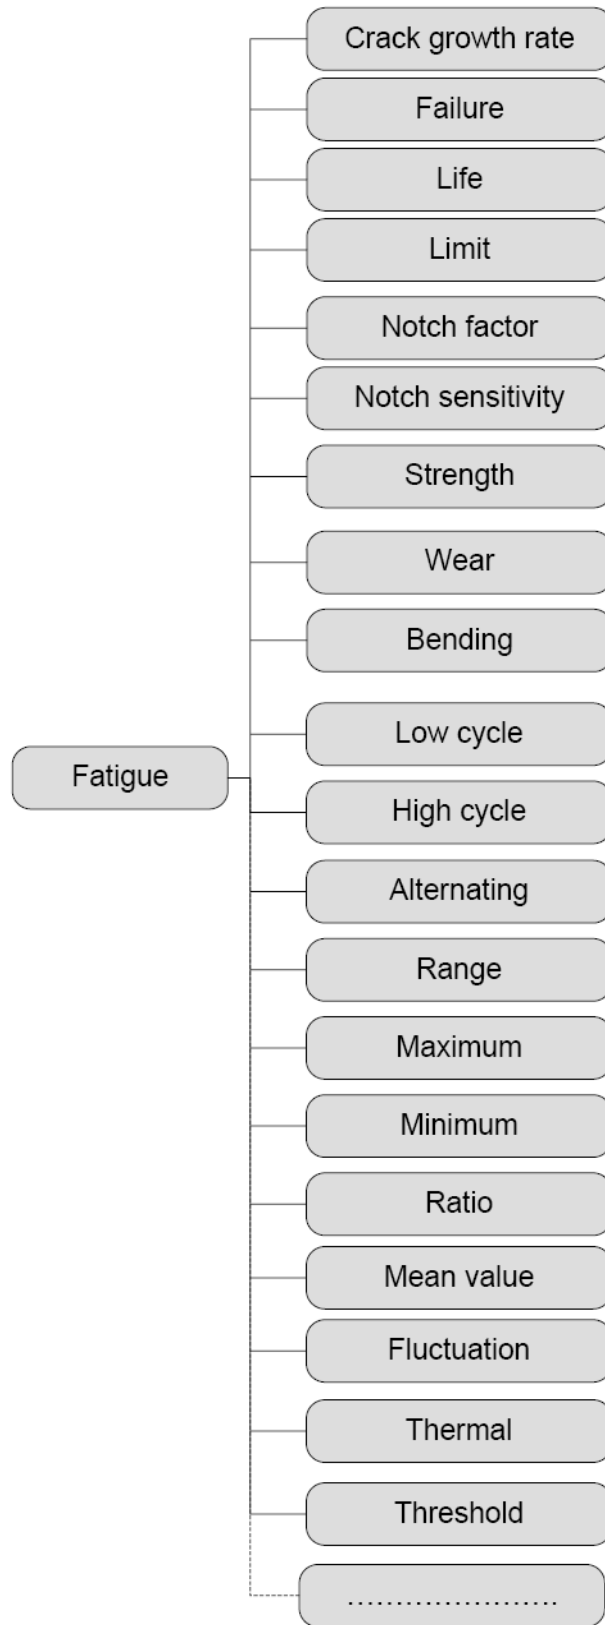 Crack growth rate
Failure
Life
Limit
Notch factor
Notch sensitivity
Strength
Wear
Bending
Low cycle
Fatigue
High cycle
Alternating
Range
Maximum
Minimum
Ratio
Mean value
Fluctuation
Thermal
Threshold
......................